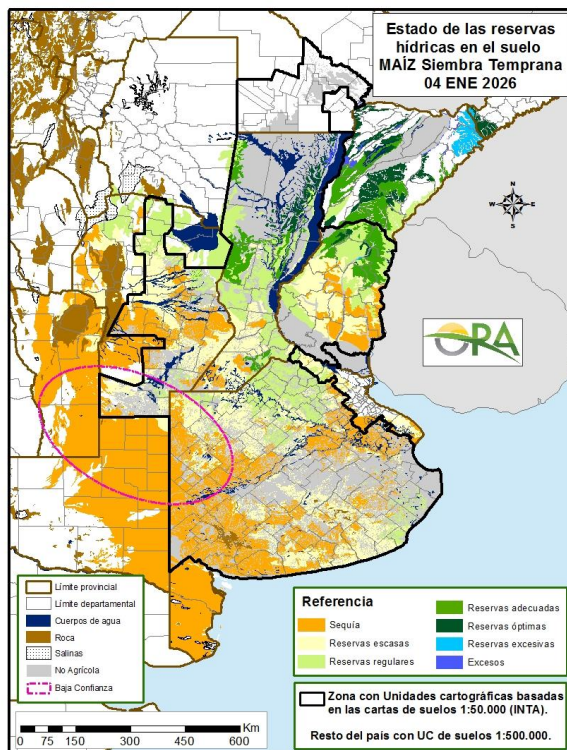 Estado de las reservas
hídricas en el suelo
MAÍZ Siembra Temprana
04 ENE 2026
N
W E
S
ORA
Límite provincial
Límite departamental
Cuerpos de agua
Roca
Salinas
No Agrícola
Baja Confianza
Referencia
Sequía
Reservas escasas
Reservas regulares
Reservas adecuadas
Reservas óptimas
Reservas excesivas
Excesos
Zona con Unidades cartográficas basadas
en las cartas de suelos 1:50.000 (INTA).
Resto del país con UC de suelos 1:500.000.
Km
0 75 150 300 450 600